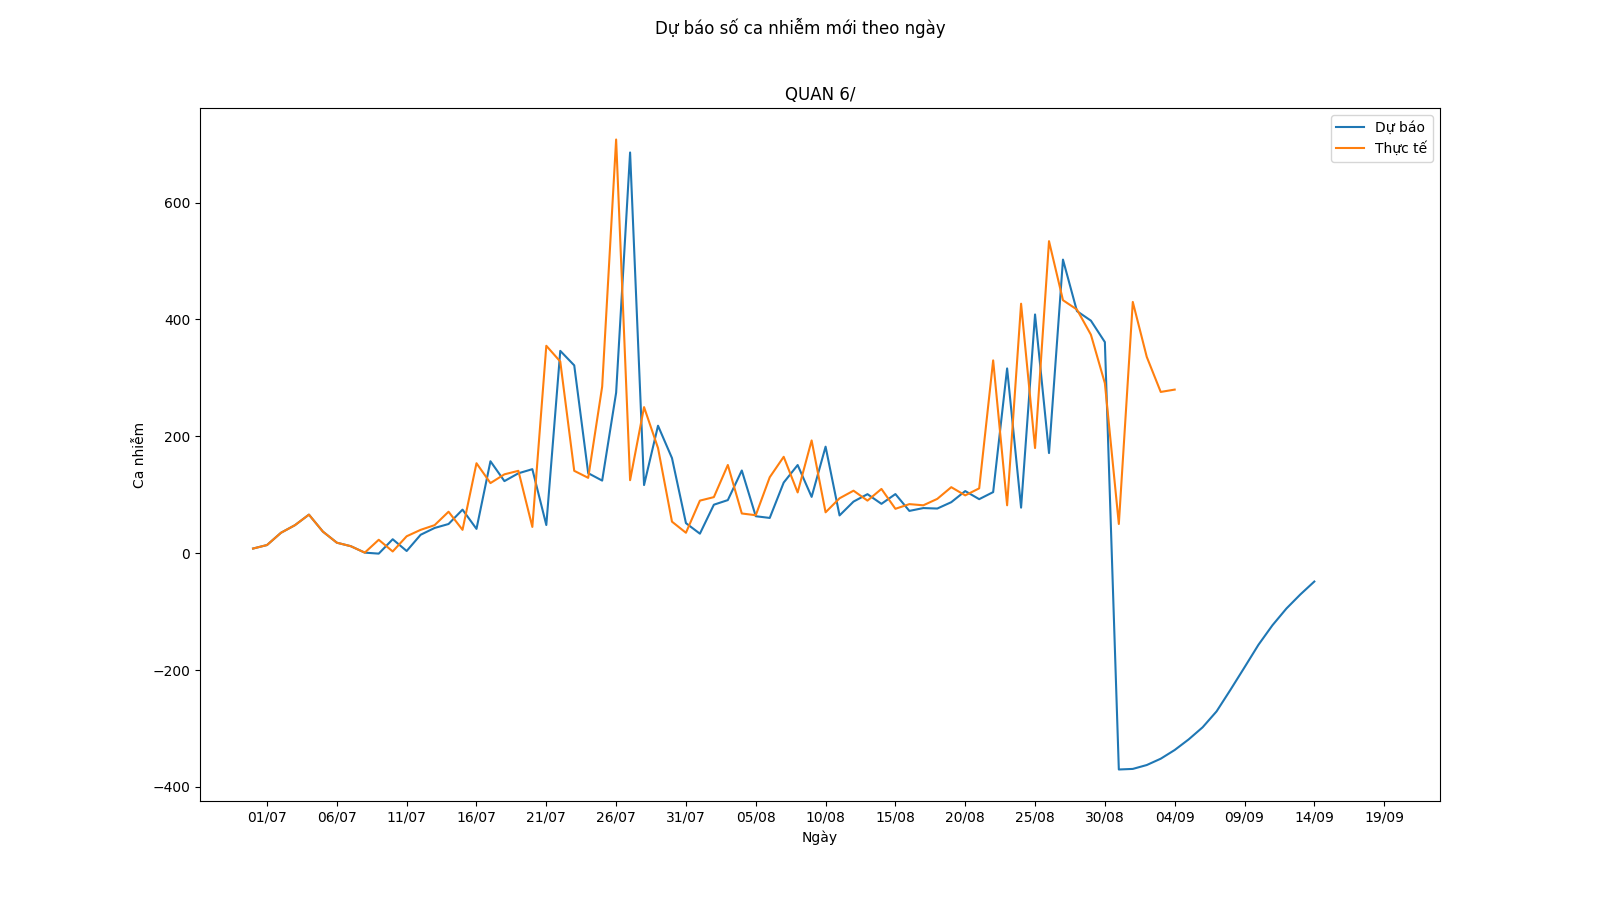 Dự báo số ca nhiễm mới theo ngày
QUAN 6/
Dự báo
Thực tế
600
400
200
0
−200
−400
Ca nhiễm
01/07 06/07 11/07 16/07 21/07 26/07 31/07 05/08 10/08 15/08 20/08 25/08 30/08 04/09 09/09 14/09 19/09
Ngày